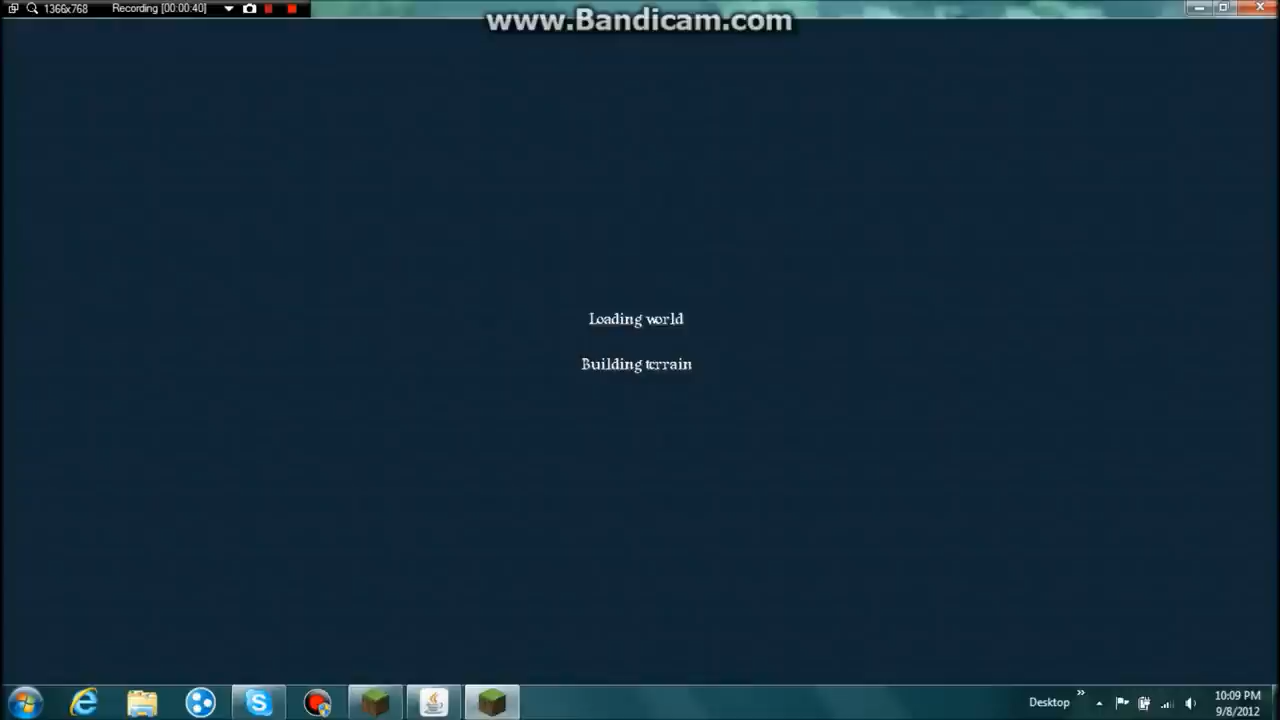 1366x768 Recording [00:00:40]
www.Bandicam.com
Loading world
Building terrain
Desktop
10:09 PM
9/8/2012